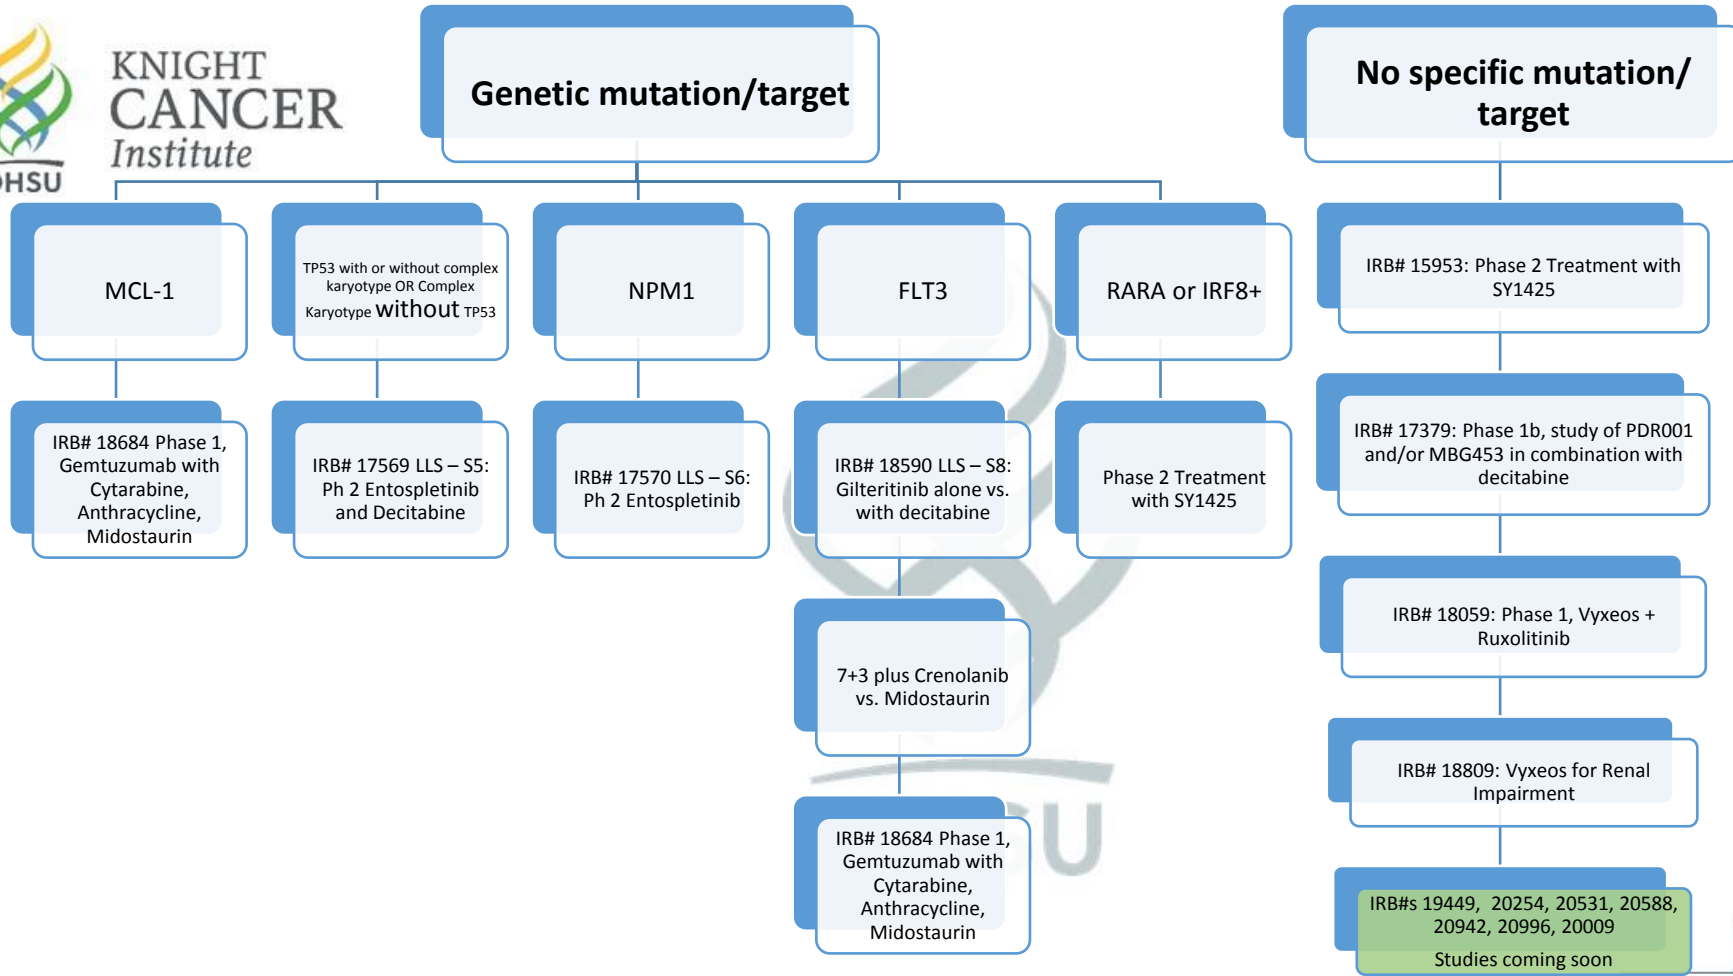 KNIGHT
CANCER
Institute
OHSU
Genetic mutation/target
No specific mutation/
target
MCL-1
TP53 with or without complex
karyotype OR Complex
Karyotype without TP53
NPM1
FLT3
RARA or IRF8+
IRB# 15953: Phase 2 Treatment with
SY1425
IRB# 18684 Phase 1,
Gemtuzumab with
Cytarabine,
Anthracycline,
Midostaurin
IRB# 17569 LLS – S5:
Ph 2 Entospletinib
and Decitabine
IRB# 17570 LLS – S6:
Ph 2 Entospletinib
IRB# 18590 LLS – S8:
Gilteritinib alone vs.
with decitabine
Phase 2 Treatment
with SY1425
IRB# 17379: Phase 1b, study of PDR001
and/or MBG453 in combination with
decitabine
7+3 plus Crenolanib
vs. Midostaurin
IRB# 18059: Phase 1, Vyxeos +
Ruxolitinib
IRB# 18809: Vyxeos for Renal
Impairment
IRB# 18684 Phase 1,
Gemtuzumab with
Cytarabine,
Anthracycline,
Midostaurin
IRB#s 19449, 20254, 20531, 20588,
20942, 20996, 20009
Studies coming soon